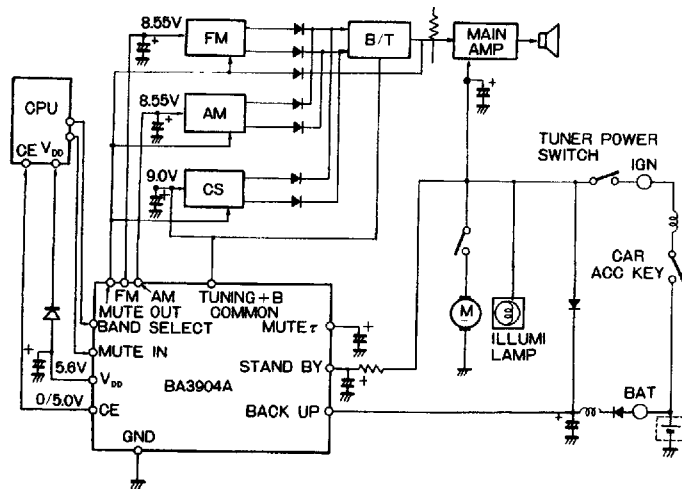 8.55V
FM
B/T
MAIN
AMP
CPU
CE VDD
8.55V
AM
TUNER POWER
SWITCH
IGN
9.0V
CS
CAR
ACC KEY
FM AM
MUTE OUT
BAND SELECT
TUNING+B
COMMON
MUTE τ
M
ILLUMI
LAMP
MUTE IN
STAND BY
5.6V
VDD
BA3904A
0/5.0V
CE
BACK UP
BAT
GND
+
+
+
+
+
+
+
+